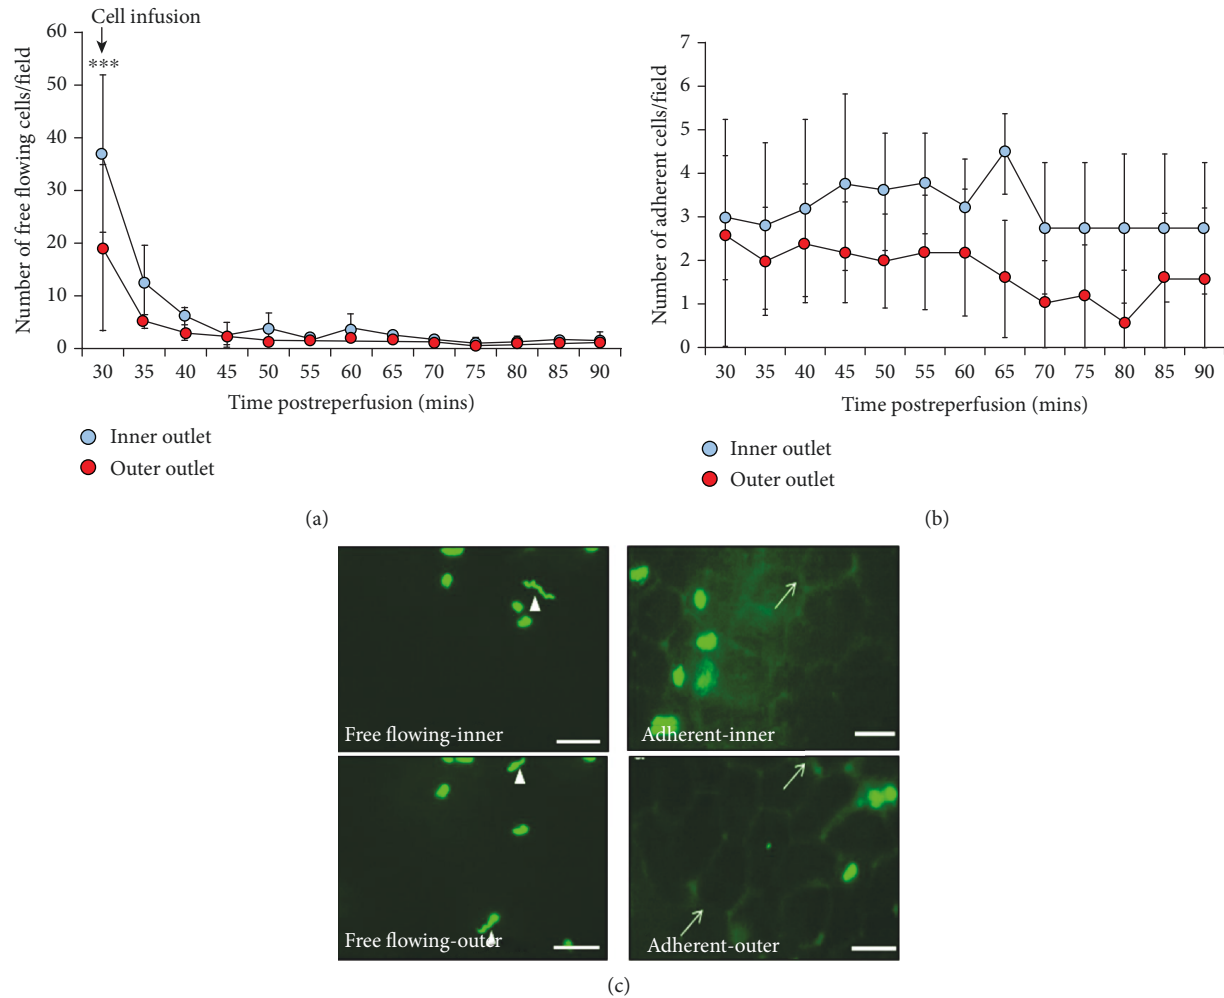 Cell infusion
***
Number of free flowing cells/field
60
50
40
30
20
10
0
30 35 40 45 50 55 60 65 70 75 80 85 90
Time postreperfusion (mins)
Inner outlet
Outer outlet
(a)
Number of adherent cells/field
7
6
5
4
3
2
1
0
30 35 40 45 50 55 60 65 70 75 80 85 90
Time postreperfusion (mins)
Inner outlet
Outer outlet
(b)
Free flowing-inner
Adherent-inner
Free flowing-outer
Adherent-outer
(c)